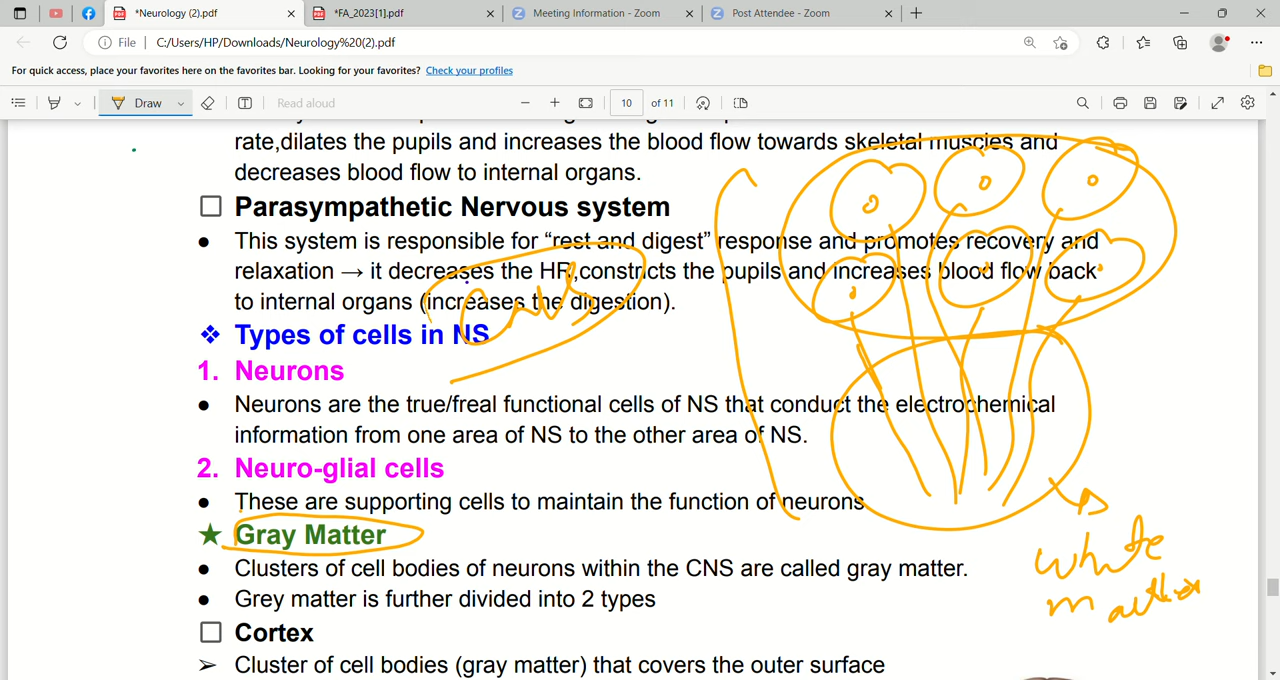 *Neurology (2).pdf
*FA_2023[1].pdf
Meeting Information - Zoom
Post Attendee - Zoom
File
C:/Users/HP/Downloads/Neurology%20(2).pdf
For quick access, place your favorites here on the favorites bar. Looking for your favorites? Check your profiles
Draw
Read aloud
10 of 11
rate,dilates the pupils and increases the blood flow towards skeletal muscles and
decreases blood flow to internal organs.
Parasympathetic Nervous system
● This system is responsible for “rest and digest” response and promotes recovery and
relaxation → it decreases the HR,constricts the pupils and increases blood flow back
to internal organs (increases the digestion).
❖ Types of cells in NS
1. Neurons
● Neurons are the true/freal functional cells of NS that conduct the electrochemical
information from one area of NS to the other area of NS.
2. Neuro-glial cells
● These are supporting cells to maintain the function of neurons
★ Gray Matter
● Clusters of cell bodies of neurons within the CNS are called gray matter.
● Grey matter is further divided into 2 types
Cortex
➢ Cluster of cell bodies (gray matter) that covers the outer surface
CNS
white
matter